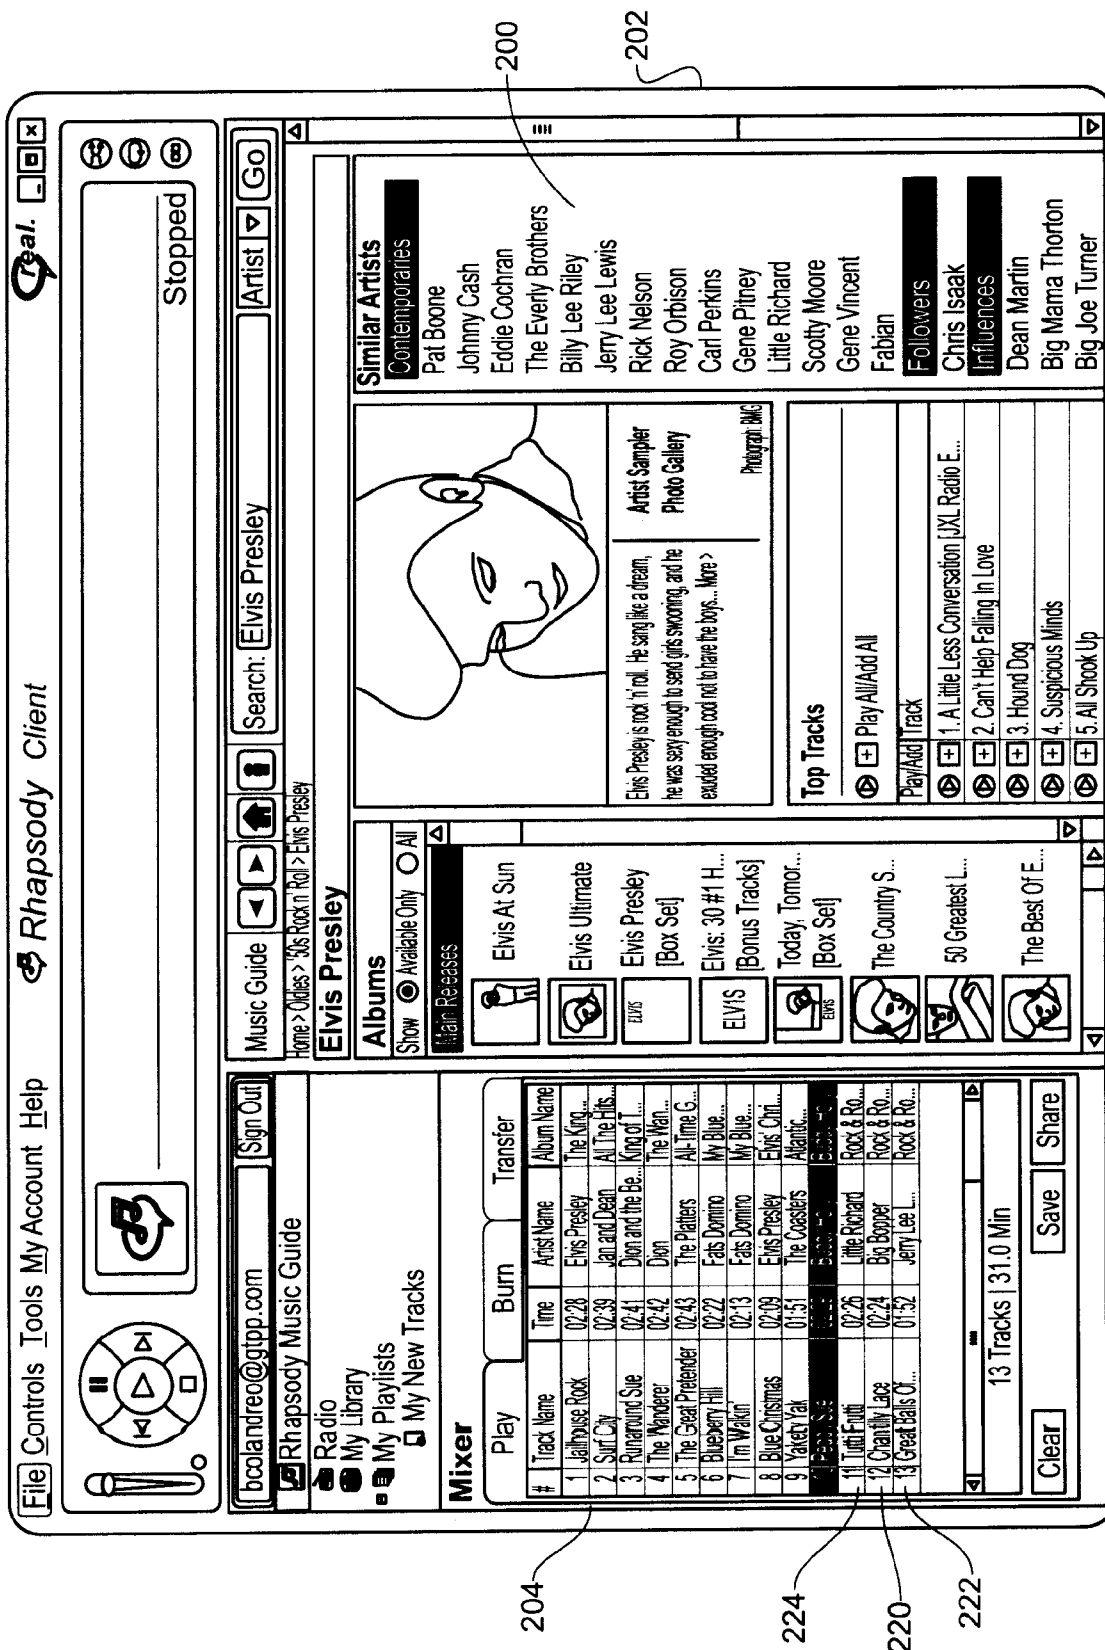 File Controls Tools My Account Help
Rhapsody Client
real.
Stopped
bcolandreo@gtpp.com Sign Out
Rhapsody Music Guide
Radio
My Library
My Playlists
My New Tracks
Mixer
Play Burn Transfer
# Track Name Time Artist Name Album Name
1 Jailhouse Rock 02:28 Elvis Presley The King...
2 Surf City 02:39 Jan and Dean All The Hits...
3 Runaround Sue 02:41 Dion and the Be... King of T...
4 The Wanderer 02:42 Dion The Wan...
5 The Great Pretender 02:43 The Platters All-Time G...
6 Blueberry Hill 02:22 Fats Domino My Blue...
7 I'm Walkin' 02:13 Fats Domino My Blue...
8 Blue Christmas 02:09 Elvis Presley Elvis' Chri...
9 Yakety Yak 01:51 The Coasters Atlantic...
11 Tutti Frutti 02:26 Little Richard Rock & Ro...
12 Chantilly Lace 02:24 Big Bopper Rock & Ro...
13 Great Balls Of... 01:52 Jerry Lee L... Rock & Ro...
13 Tracks | 31.0 Min
Clear Save Share
Music Guide
Search: Elvis Presley Artist Go
Home > Oldies > '50s Rock n' Roll > Elvis Presley
Elvis Presley
Albums
Show Available Only All
Main Releases
Elvis At Sun
Elvis Ultimate
ELVIS
Elvis Presley
[Box Set]
ELVIS
Elvis: 30 #1 H...
[Bonus Tracks]
ELVIS
Today, Tomor...
[Box Set]
The Country S...
50 Greatest L...
The Best Of E...
Elvis Presley is rock 'n' roll. He sang like a dream,
he was sexy enough to send girls swooning, and he
exuded enough cool not to have the boys... More >
Artist Sampler
Photo Gallery
Photograph: BMG
Top Tracks
Play All/Add All
Play/Add Track
1. A Little Less Conversation [JXL Radio E...
2. Can't Help Falling In Love
3. Hound Dog
4. Suspicious Minds
5. All Shook Up
Similar Artists
Contemporaries
Pat Boone
Johnny Cash
Eddie Cochran
The Everly Brothers
Billy Lee Riley
Jerry Lee Lewis
Rick Nelson
Roy Orbison
Carl Perkins
Gene Pitney
Little Richard
Scotty Moore
Gene Vincent
Fabian
Followers
Chris Isaak
Influences
Dean Martin
Big Mama Thorton
Big Joe Turner
200
202
204
224
220
222